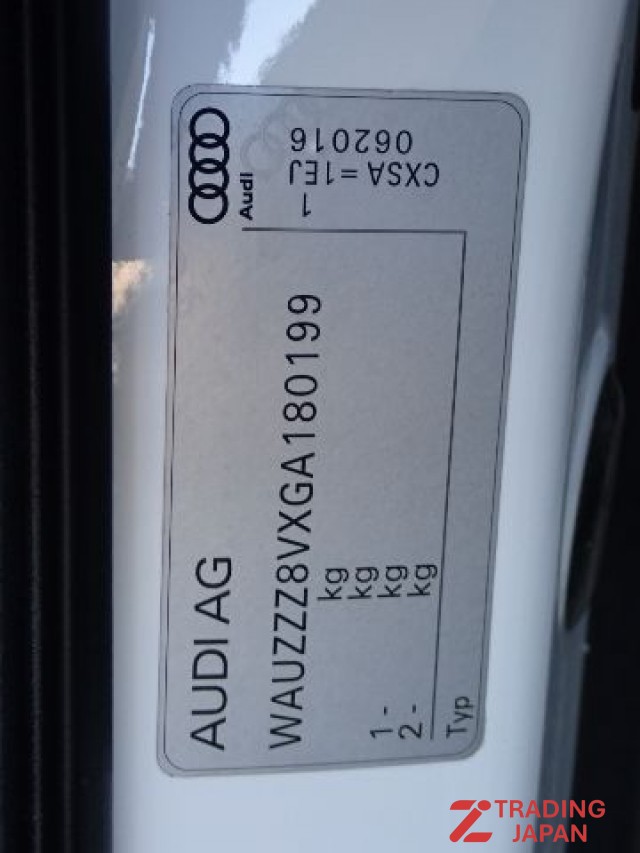 AUDI AG
WAUZZZ8VXGA180199
kg
kg
1 - kg
2 - kg
Typ
Audi
1
CXSA =1EJ
062016
TRADING
JAPAN